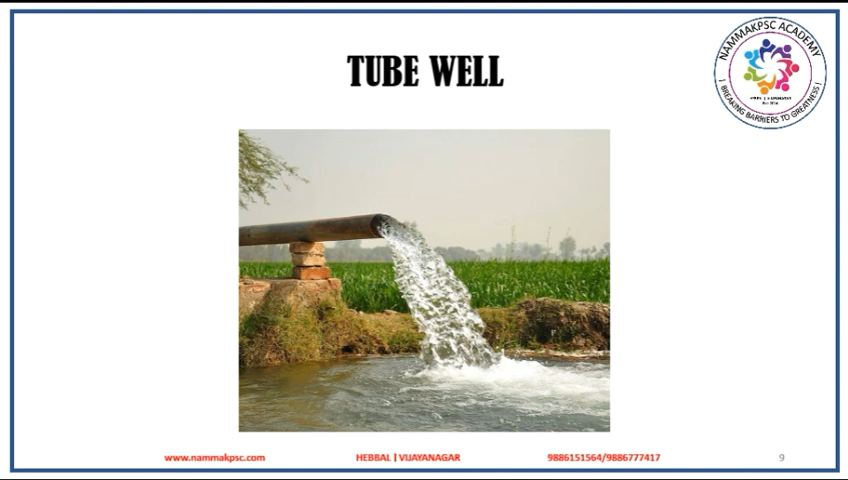 TUBE WELL
NAMMAKPSC ACADEMY
BREAKING BARRIERS TO GREATNESS
www.nammakpsc.com
HEBBAL | VIJAYANAGAR
9886151564/9886777417
9